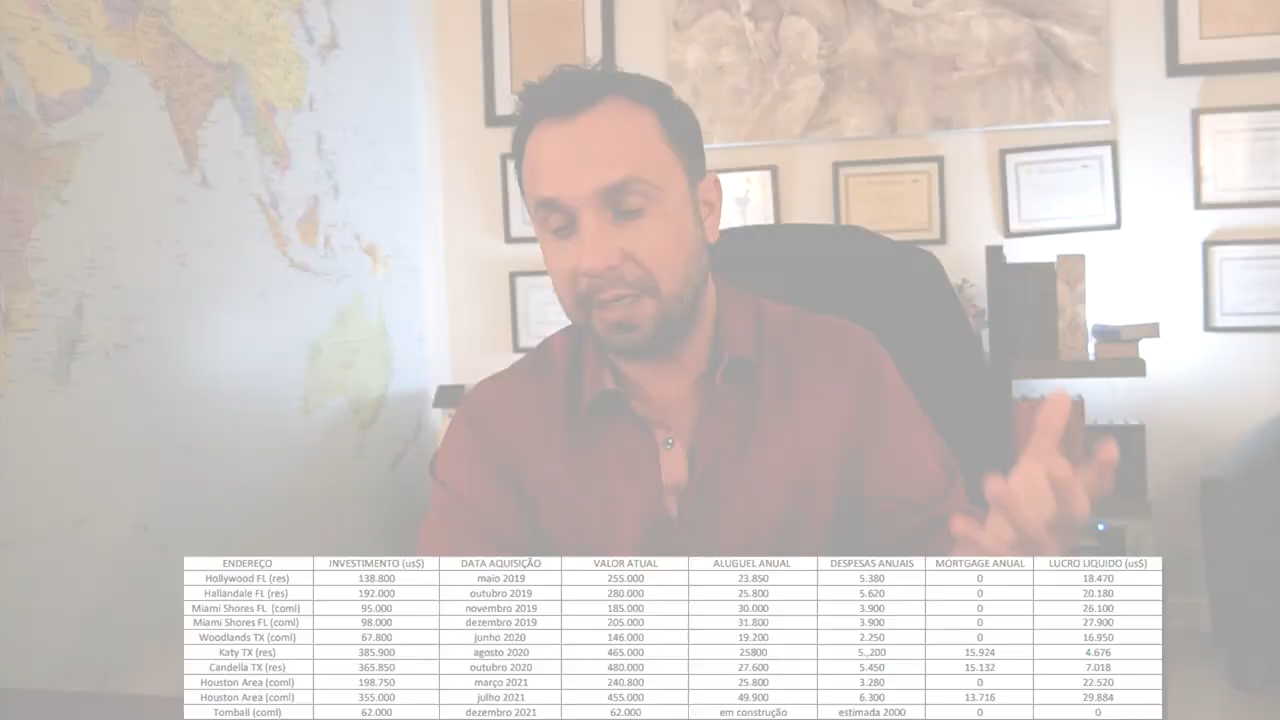 ENDEREÇO INVESTIMENTO (us$) DATA AQUISIÇÃO VALOR ATUAL ALUGUEL ANUAL DESPESAS ANUAIS MORTGAGE ANUAL LUCRO LIQUIDO (us$)
Hollywood FL (res) 138.800 maio 2019 255.000 23.850 5.380 0 18.470
Hallandale FL (res) 192.000 outubro 2019 280.000 25.800 5.620 0 20.180
Miami Shores FL (coml) 95.000 novembro 2019 185.000 30.000 3.900 0 26.100
Miami Shores FL (coml) 98.000 dezembro 2019 205.000 31.800 3.900 0 27.900
Woodlands TX (coml) 67.800 junho 2020 146.000 19.200 2.250 0 16.950
Katy TX (res) 385.900 agosto 2020 465.000 25800 5.,200 15.924 4.676
Candella TX (res) 365.850 outubro 2020 480.000 27.600 5.450 15.132 7.018
Houston Area (coml) 198.750 março 2021 240.800 25.800 3.280 0 22.520
Houston Area (coml) 355.000 julho 2021 455.000 49.900 6.300 13.716 29.884
Tomball (coml) 62.000 dezembro 2021 62.000 em construção estimada 2000 0 0